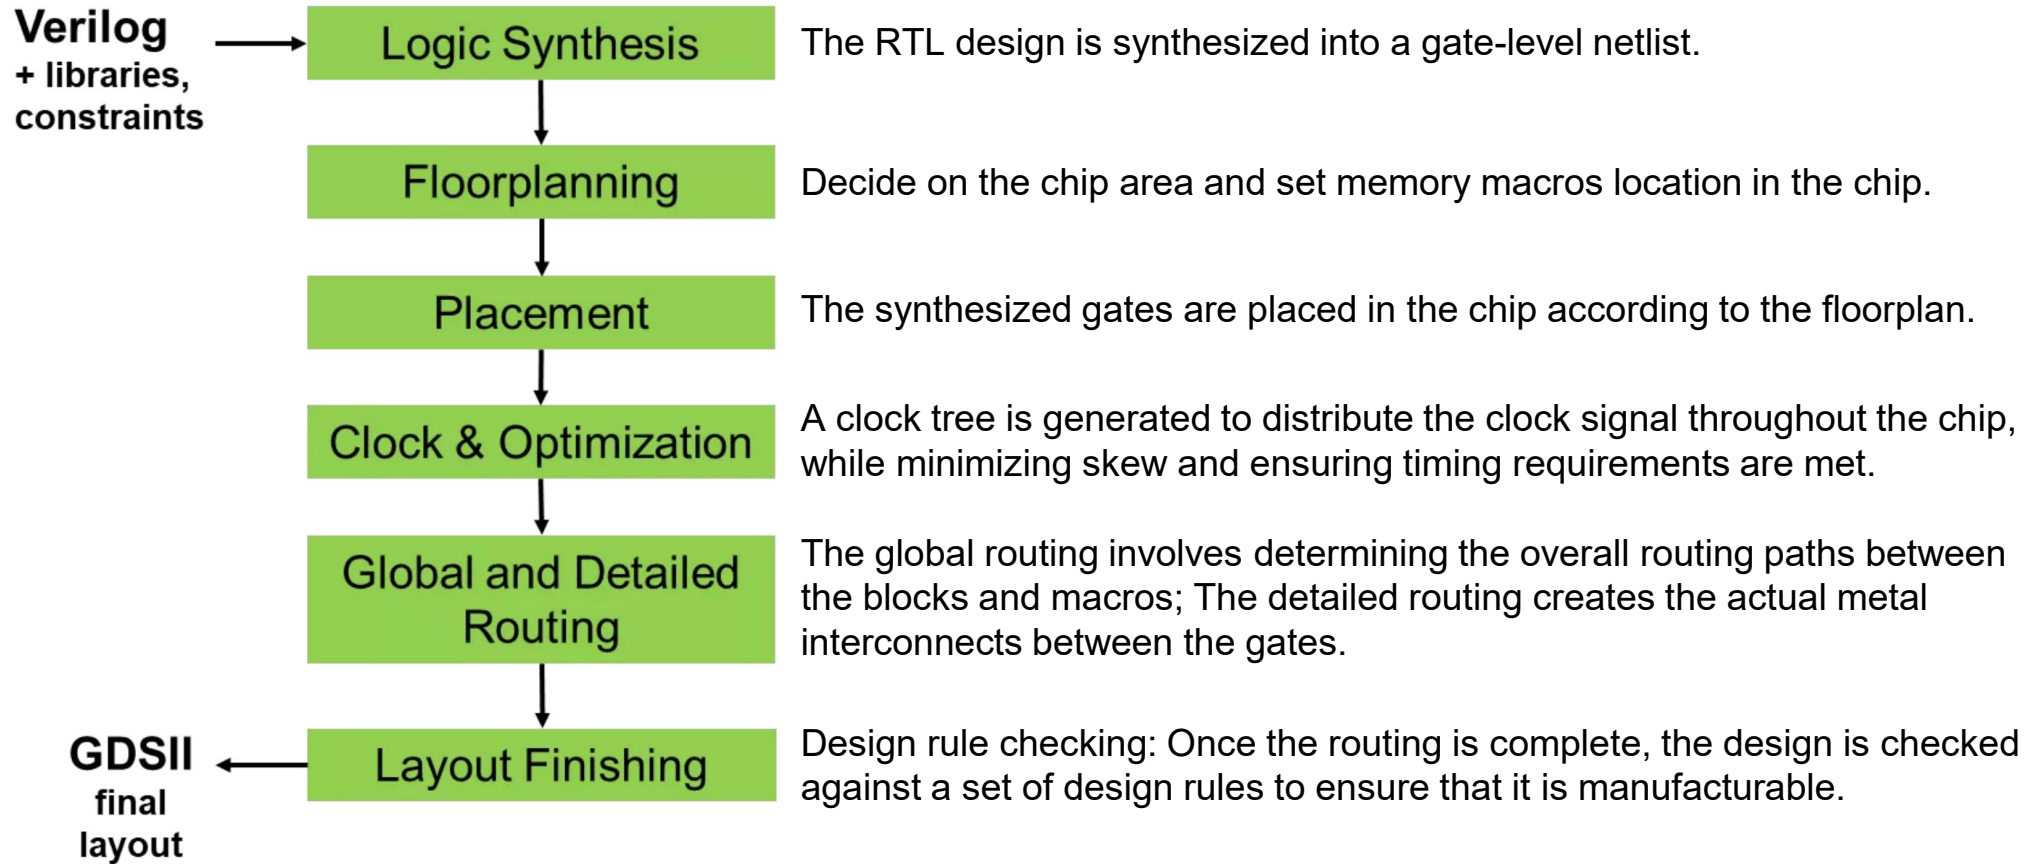 Verilog
+ libraries,
constraints
Logic Synthesis
The RTL design is synthesized into a gate-level netlist.
Floorplanning
Decide on the chip area and set memory macros location in the chip.
Placement
The synthesized gates are placed in the chip according to the floorplan.
Clock & Optimization
A clock tree is generated to distribute the clock signal throughout the chip,
while minimizing skew and ensuring timing requirements are met.
Global and Detailed
Routing
The global routing involves determining the overall routing paths between
the blocks and macros; The detailed routing creates the actual metal
interconnects between the gates.
Layout Finishing
Design rule checking: Once the routing is complete, the design is checked
against a set of design rules to ensure that it is manufacturable.
GDSII
final
layout